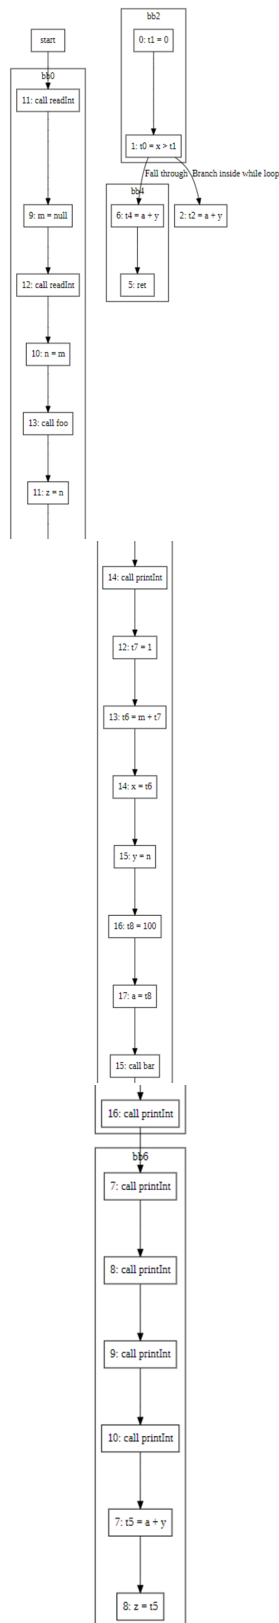 start
bb0
11: call readInt
9: m = null
12: call readInt
10: n = m
13: call foo
11: z = n
bb2
0: t1 = 0
1: t0 = x > t1
Fall through
Branch inside while loop
bb4
6: t4 = a + y
2: t2 = a + y
5: ret
14: call printInt
12: t7 = 1
13: t6 = m + t7
14: x = t6
15: y = n
16: t8 = 100
17: a = t8
15: call bar
16: call printInt
bb6
7: call printInt
8: call printInt
9: call printInt
10: call printInt
7: t5 = a + y
8: z = t5